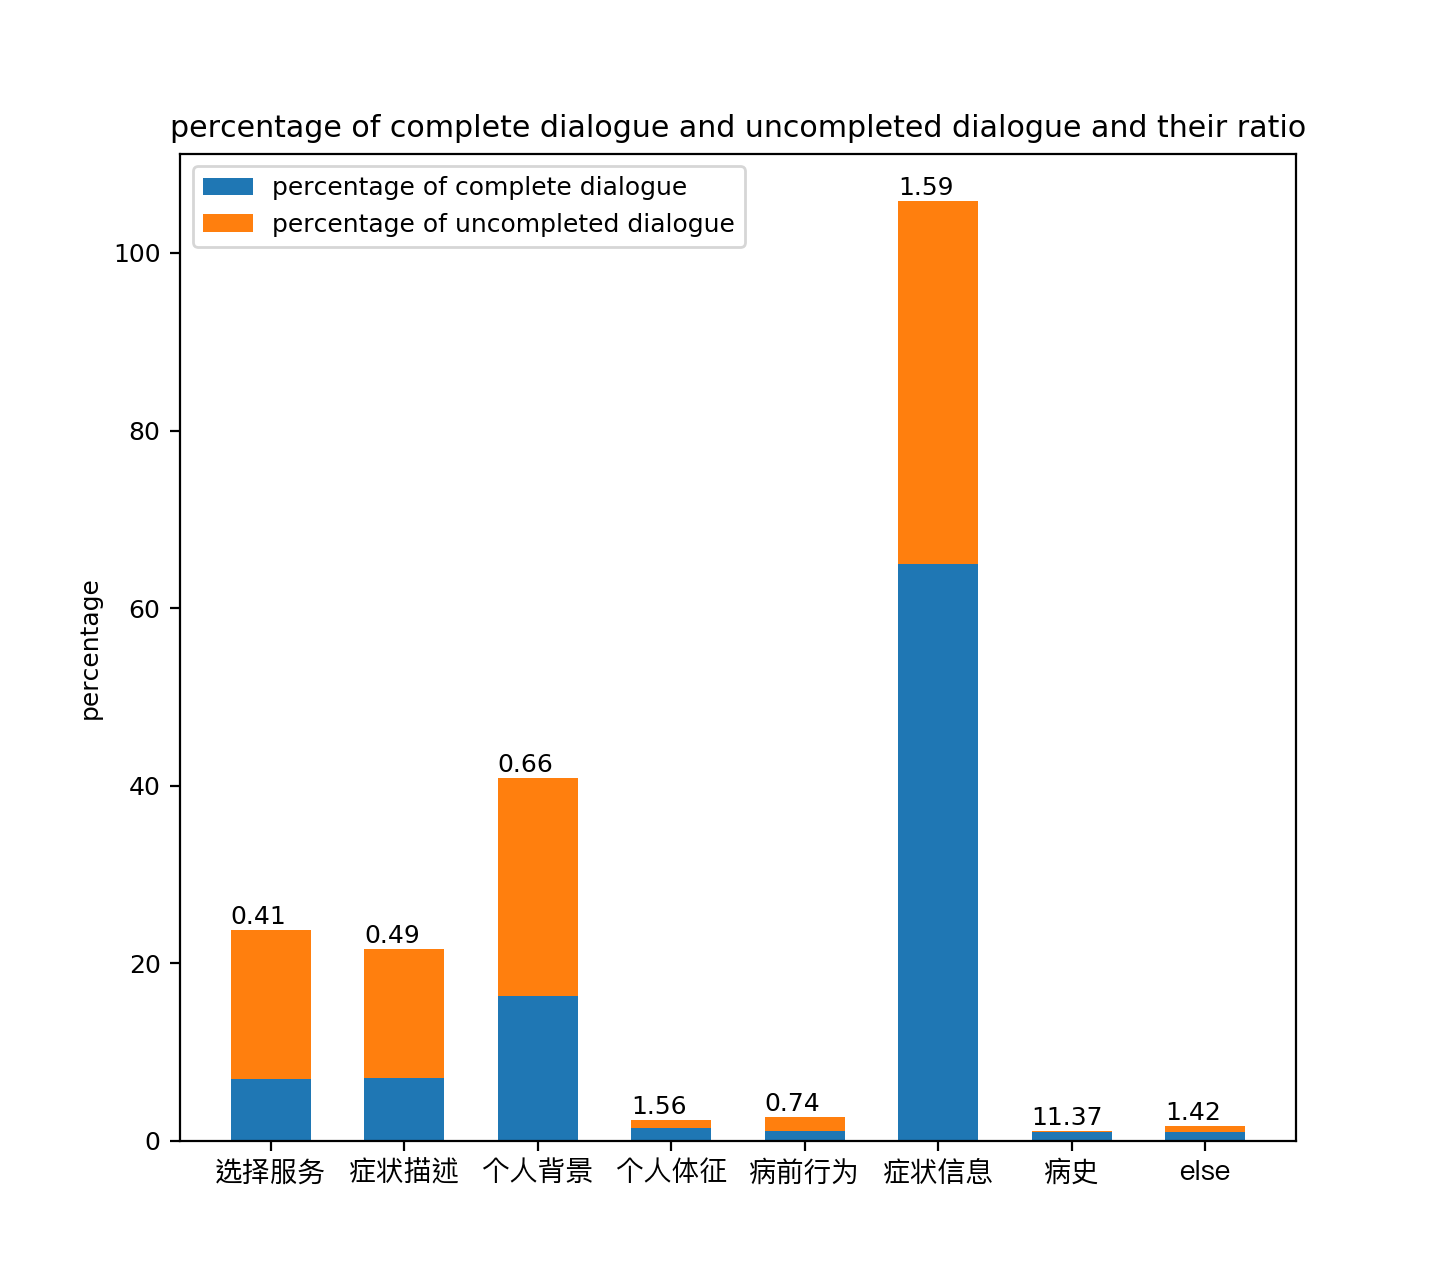 percentage of complete dialogue and uncompleted dialogue and their ratio
percentage of complete dialogue
percentage of uncompleted dialogue
percentage
100
80
60
40
20
0
0.41
0.49
0.66
1.56
0.74
1.59
11.37
1.42
选择服务
症状描述
个人背景
个人体征
病前行为
症状信息
病史
else